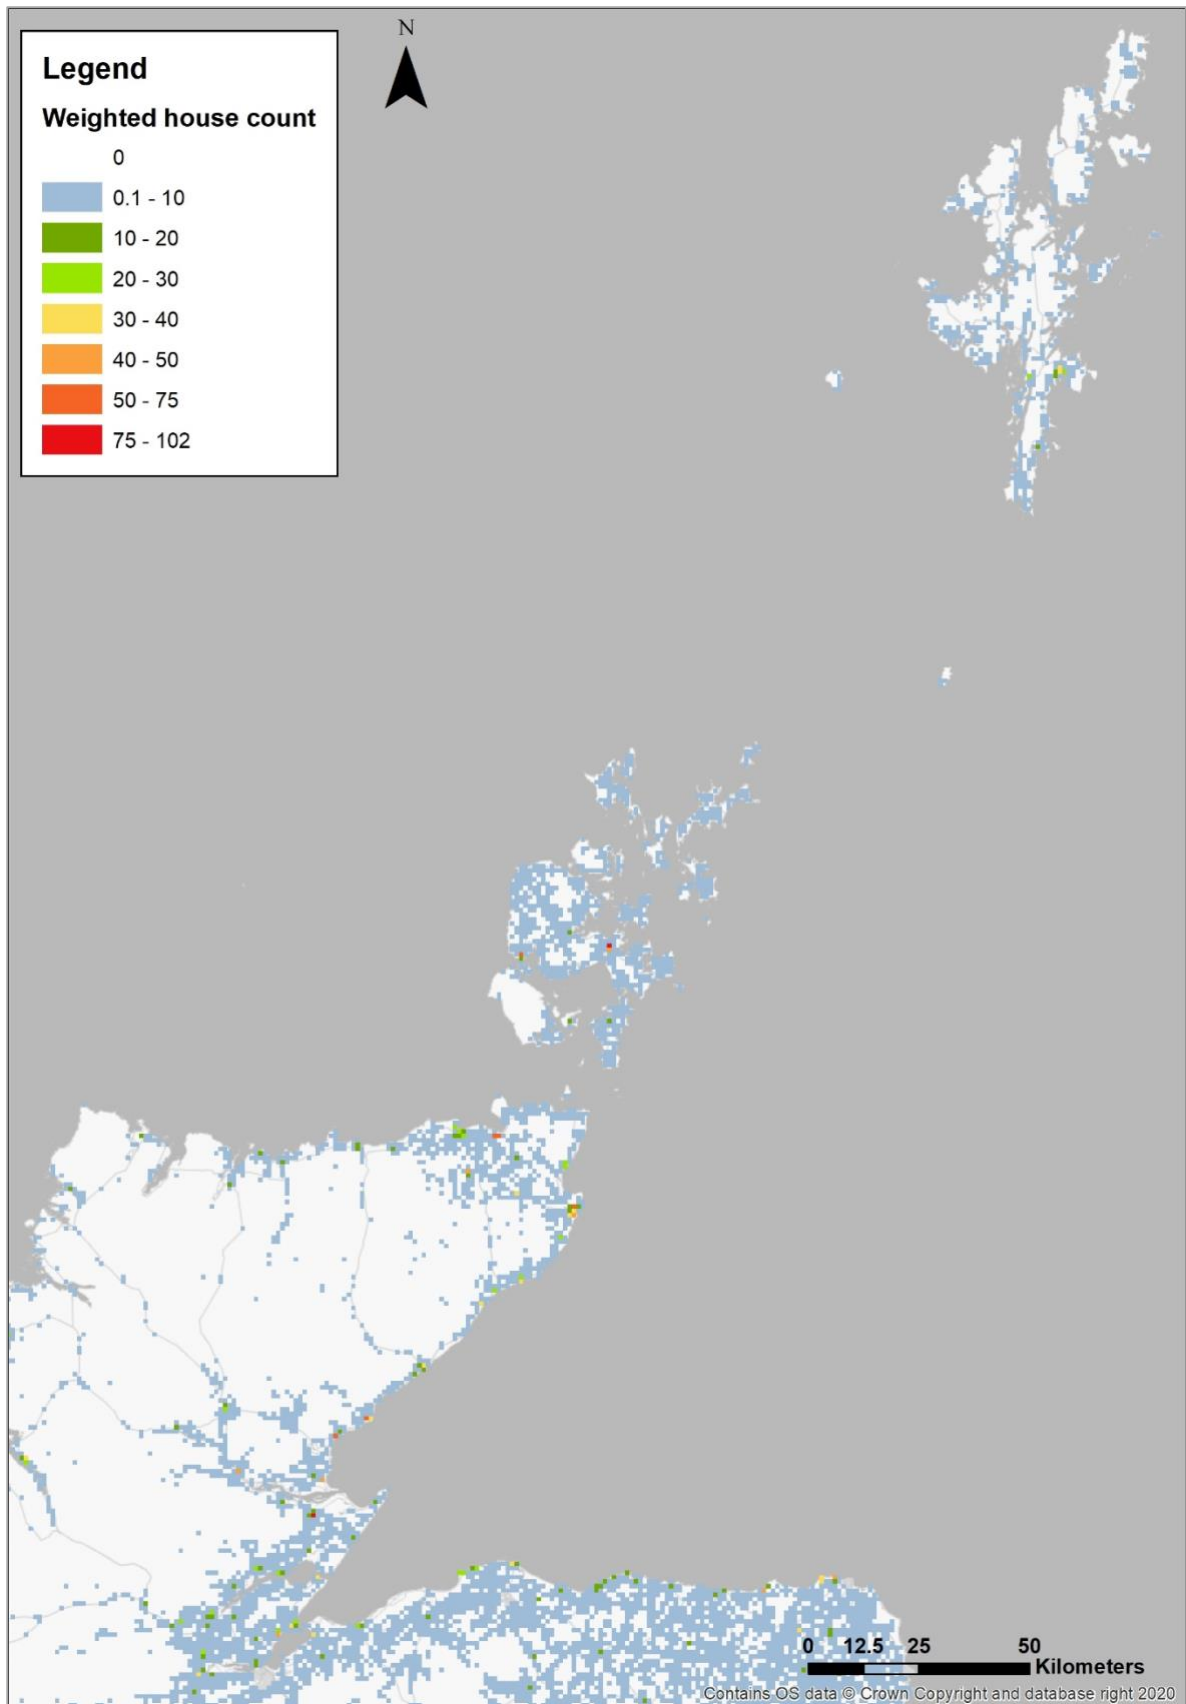 N
Legend
Weighted house count
0
0.1 - 10
10 - 20
20 - 30
30 - 40
40 - 50
50 - 75
75 - 102
0 12.5 25 50
Kilometers
Contains OS data © Crown Copyright and database right 2020